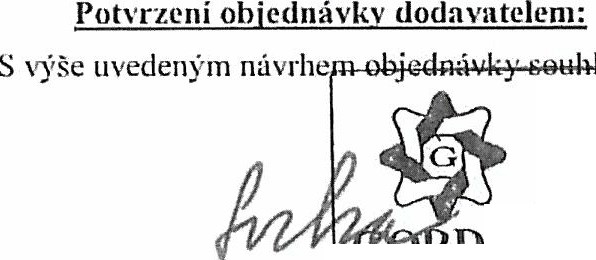 Potvrzení objednávky dodavatelem:
S výše uvedeným návrhem objednávky souhl
G